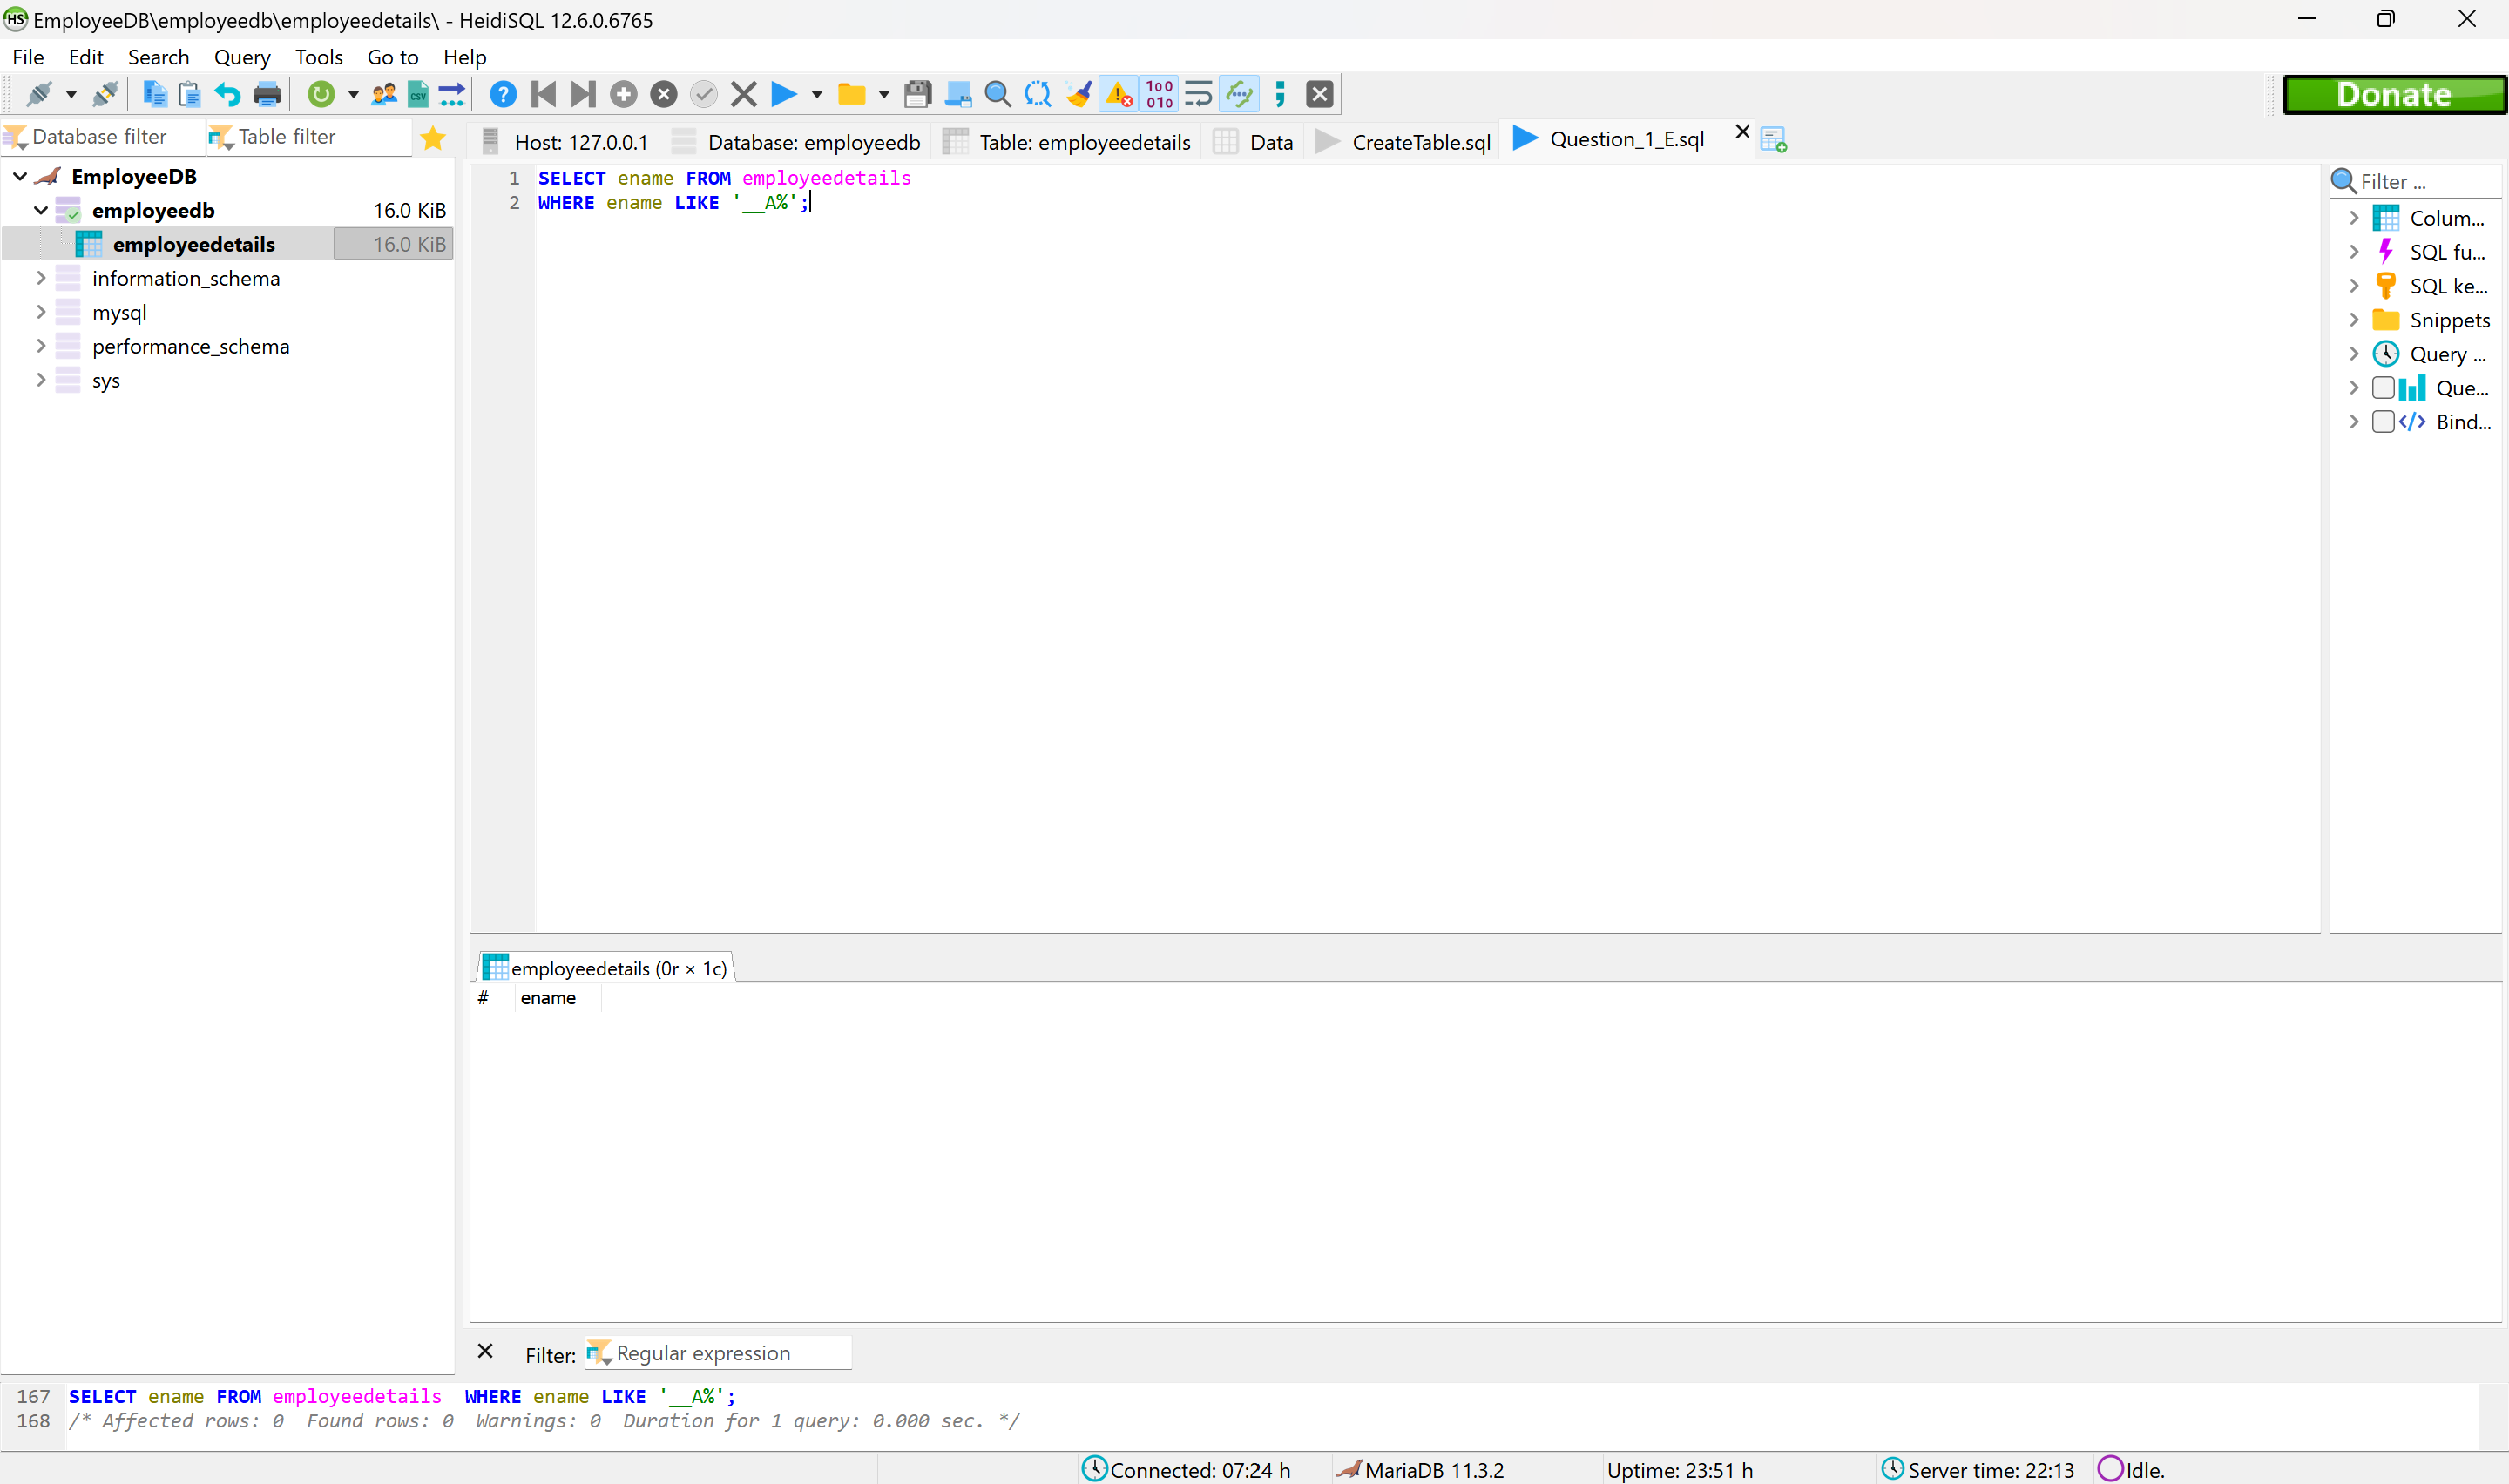 EmployeeDB\employeedb\employeedetails\ - HeidiSQL 12.6.0.6765
File Edit Search Query Tools Go to Help
Donate
Database filter Table filter
Host: 127.0.0.1 Database: employeedb Table: employeedetails Data CreateTable.sql Question_1_E.sql
EmployeeDB
employeedb 16.0 KiB
employeedetails 16.0 KiB
information_schema
mysql
performance_schema
sys
1 SELECT ename FROM employeedetails
2 WHERE ename LIKE '__A%';
Filter ...
Colum...
SQL fu...
SQL ke...
Snippets
Query ...
Que...
Bind...
employeedetails (0r × 1c)
# ename
Filter: Regular expression
167 SELECT ename FROM employeedetails  WHERE ename LIKE '__A%';
168 /* Affected rows: 0  Found rows: 0  Warnings: 0  Duration for 1 query: 0.000 sec. */
Connected: 07:24 h MariaDB 11.3.2 Uptime: 23:51 h Server time: 22:13 Idle.